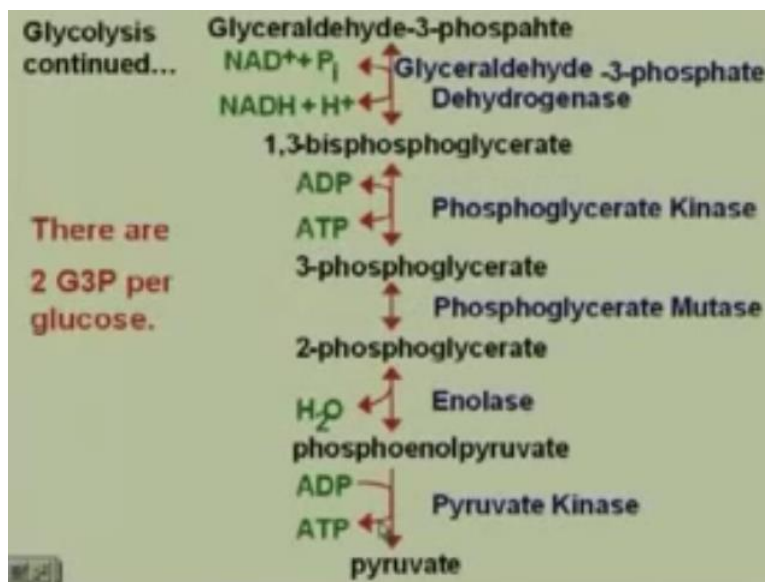 Glycolysis
continued...
Glyceraldehyde-3-phospahte
NAD⁺+ Pi
NADH + H⁺
Glyceraldehyde -3-phosphate
Dehydrogenase
1,3-bisphosphoglycerate
ADP
ATP
Phosphoglycerate Kinase
There are
2 G3P per
glucose.
3-phosphoglycerate
Phosphoglycerate Mutase
2-phosphoglycerate
H₂O
Enolase
phosphoenolpyruvate
ADP
ATP
Pyruvate Kinase
pyruvate